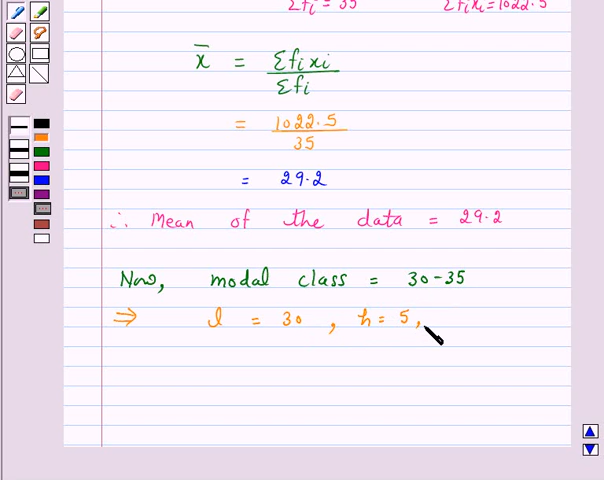 Σfi = 35 Σfixi = 1022.5
x̄ = Σfixi / Σfi
= 1022.5 / 35
= 29.2
∴ Mean of the data = 29.2
Now, modal class = 30-35
⇒ l = 30, h = 5,